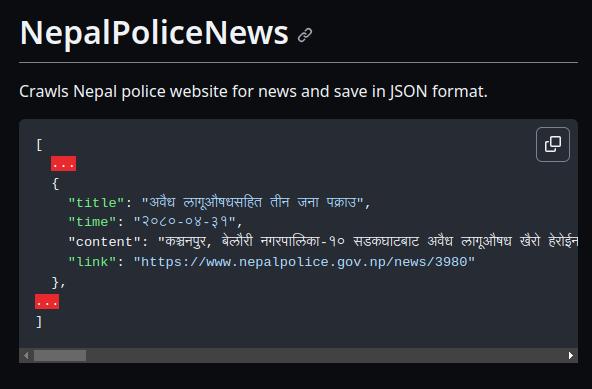 NepalPoliceNews
Crawls Nepal police website for news and save in JSON format.
[
...
{
"title": "अवैध लागूऔषधसहित तीन जना पक्राउ",
"time": "२०८०-०४-३१",
"content": "कञ्चनपुर, बेलौरी नगरपालिका-१० सडकघाटबाट अवैध लागूऔषध खैरो हेरोईन
"link": "https://www.nepalpolice.gov.np/news/3980"
},
...
]